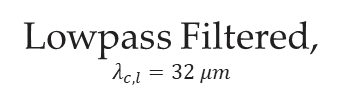 Lowpass Filtered,
λc,l = 32 μm